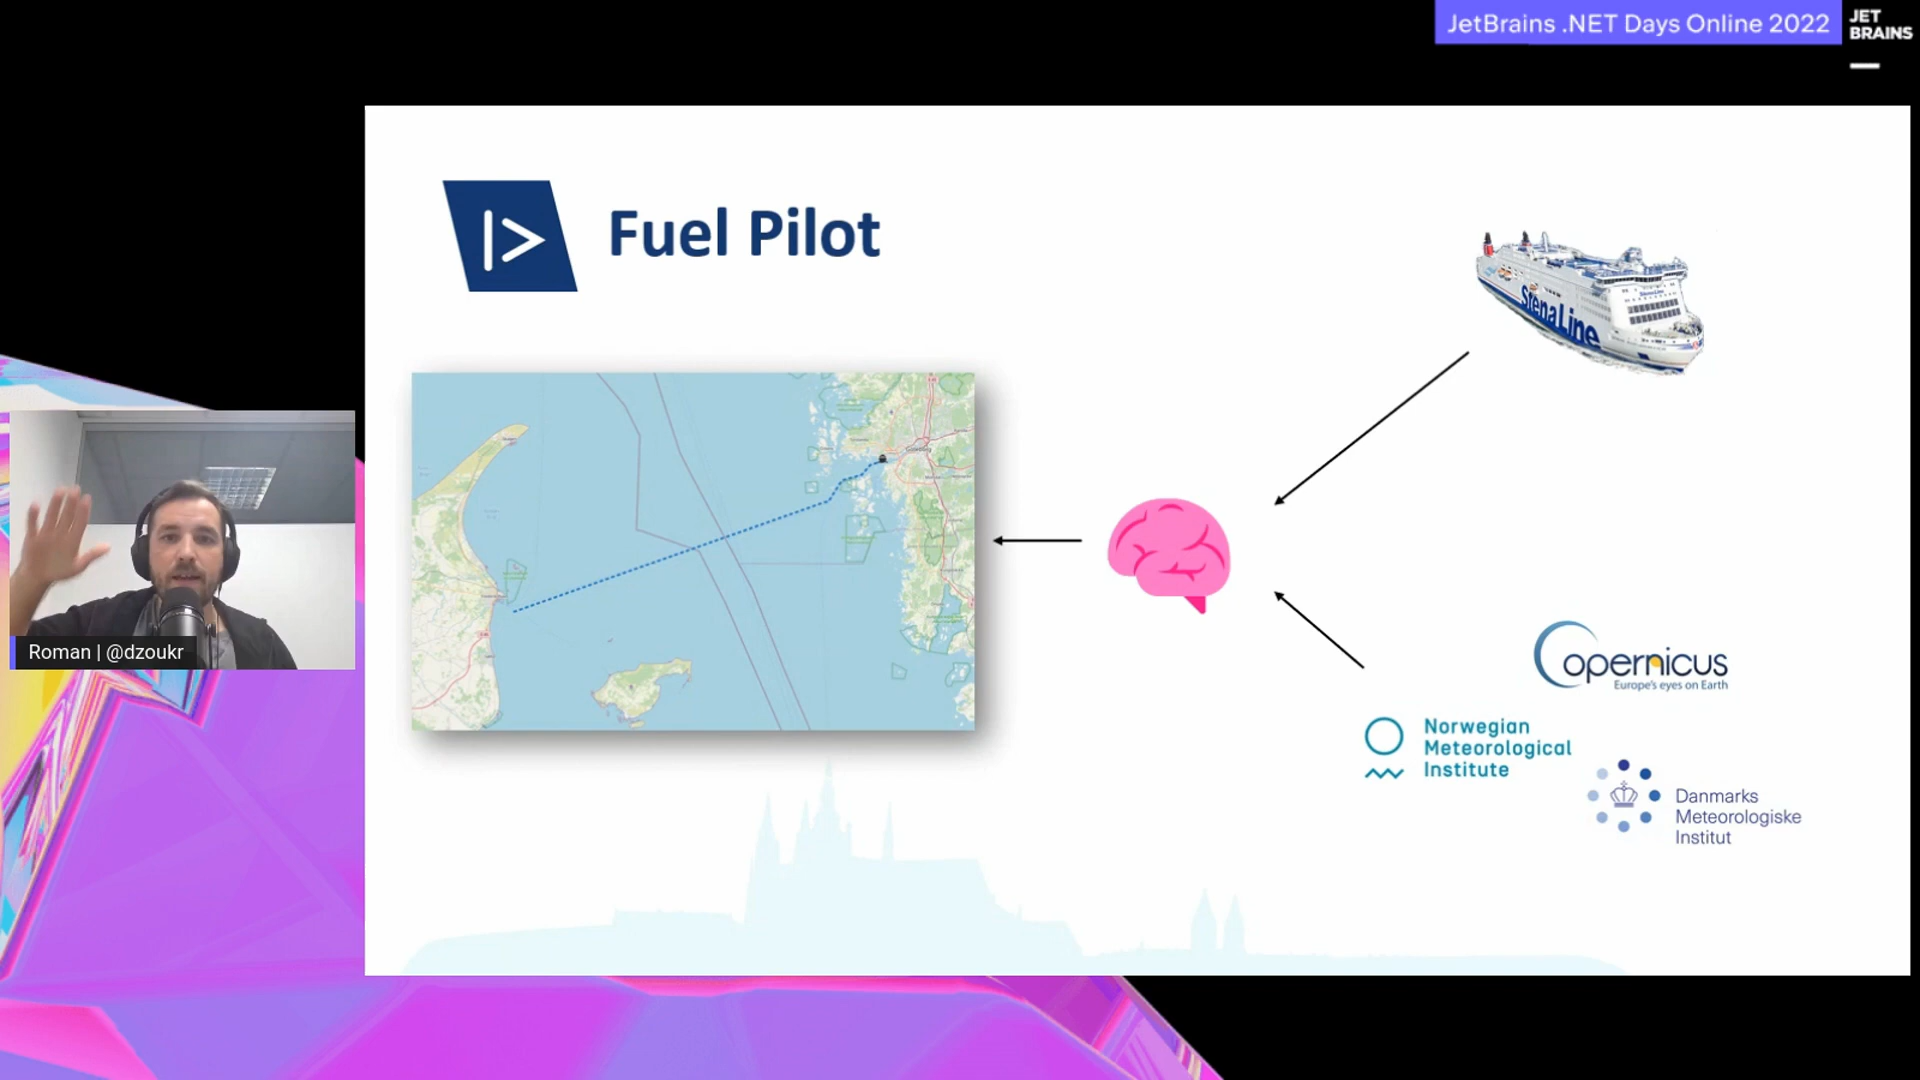 JetBrains .NET Days Online 2022
JET
BRAINS
|> Fuel Pilot
Stena Line
Roman | @dzoukr
Copernicus
Europe's eyes on Earth
Norwegian
Meteorological
Institute
Danmarks
Meteorologiske
Institut